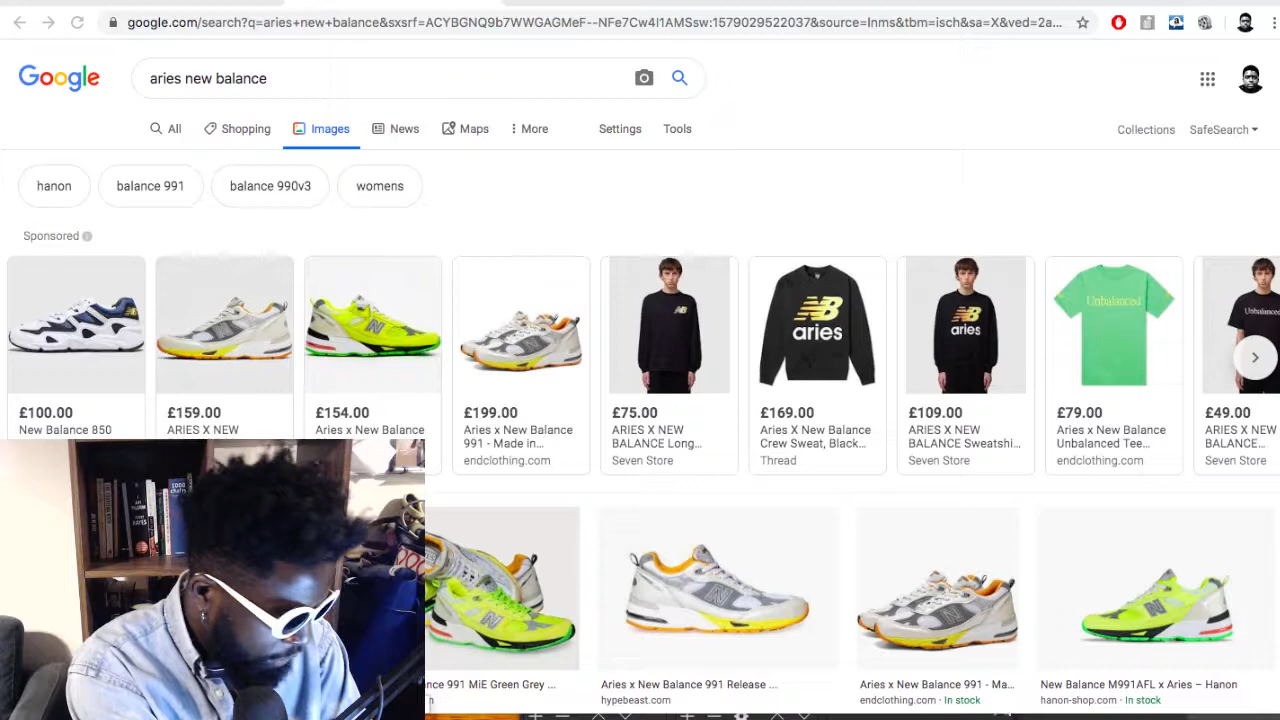 google.com/search?q=aries+new+balance&sxsrf=ACYBGNQ9b7WWGAGMeF--NFe7Cw4I1AMSsw:1579029522037&source=lnms&tbm=isch&sa=X&ved=2a...
Google
aries new balance
All
Shopping
Images
News
Maps
More
Settings
Tools
Collections
SafeSearch
hanon
balance 991
balance 990v3
womens
Sponsored
NB
aries
NB
aries
Unbalanced
Unbalanced
£100.00
New Balance 850
£159.00
ARIES X NEW
£154.00
Aries x New Balance
£199.00
Aries x New Balance
991 - Made in...
endclothing.com
£75.00
ARIES X NEW
BALANCE Long...
Seven Store
£169.00
Aries x New Balance
Crew Sweat, Black...
Thread
£109.00
ARIES X NEW
BALANCE Sweatshi...
Seven Store
£79.00
Aries x New Balance
Unbalanced Tee...
endclothing.com
£49.00
ARIES X NEW
BALANCE...
Seven Store
991 MiE Green Grey ...
Aries x New Balance 991 Release ...
hypebeast.com
Aries x New Balance 991 - Ma...
endclothing.com - In stock
New Balance M991AFL x Aries – Hanon
hanon-shop.com - In stock